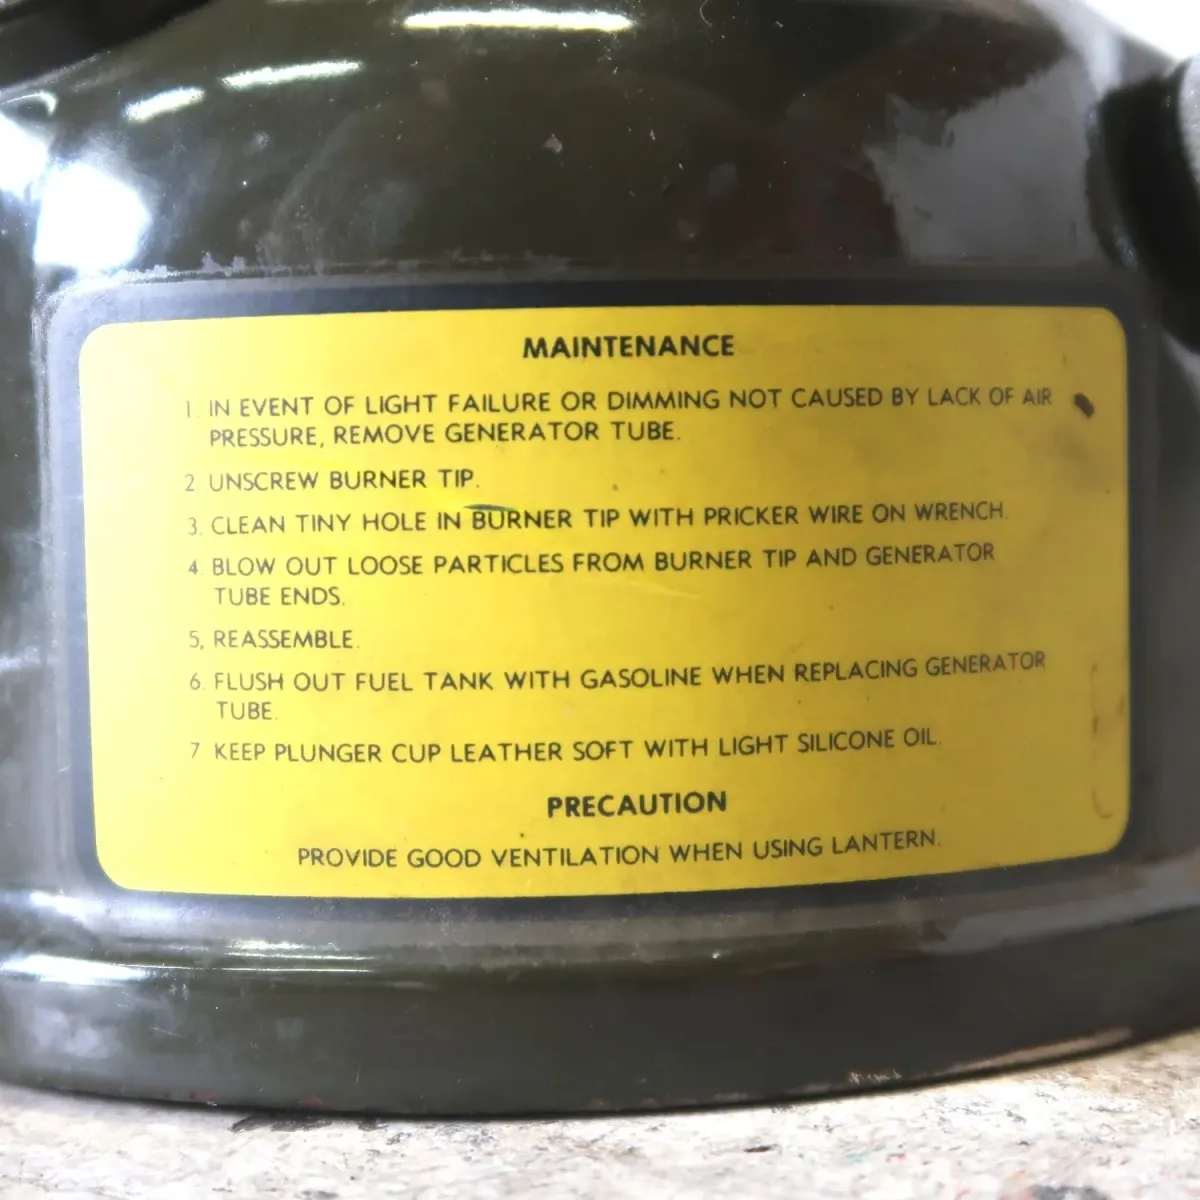 MAINTENANCE
1. IN EVENT OF LIGHT FAILURE OR DIMMING NOT CAUSED BY LACK OF AIR
PRESSURE, REMOVE GENERATOR TUBE.
2. UNSCREW BURNER TIP.
3. CLEAN TINY HOLE IN BURNER TIP WITH PRICKER WIRE ON WRENCH.
4. BLOW OUT LOOSE PARTICLES FROM BURNER TIP AND GENERATOR
TUBE ENDS.
5, REASSEMBLE.
6. FLUSH OUT FUEL TANK WITH GASOLINE WHEN REPLACING GENERATOR
TUBE.
7 KEEP PLUNGER CUP LEATHER SOFT WITH LIGHT SILICONE OIL.
PRECAUTION
PROVIDE GOOD VENTILATION WHEN USING LANTERN.